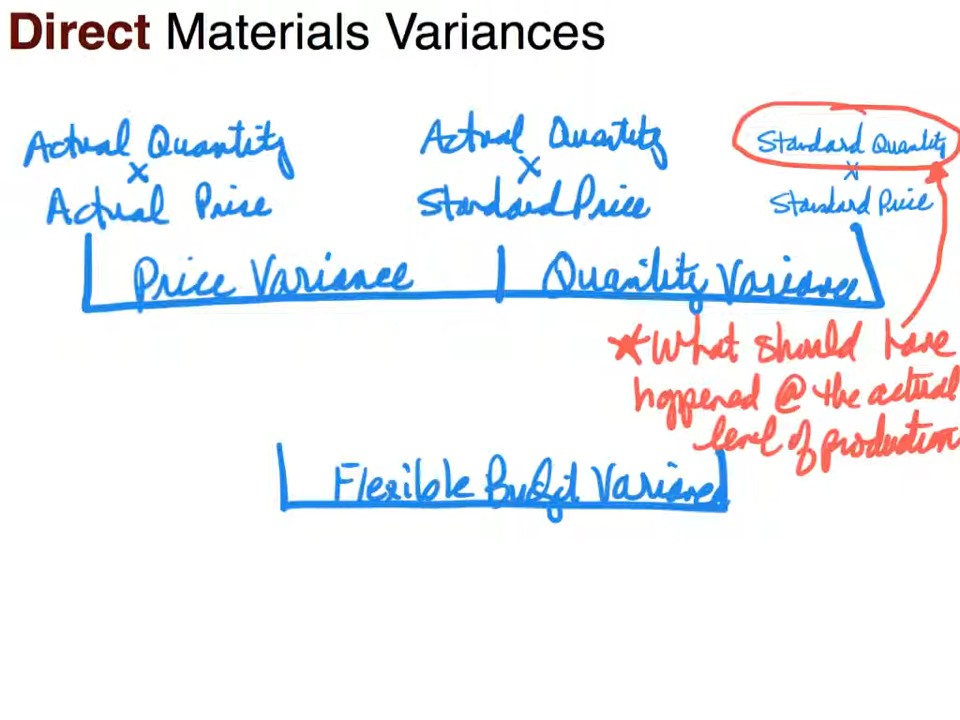 Direct Materials Variances
Actual Quantity
x
Actual Price
Actual Quantity
x
Standard Price
Standard Quantity
x
Standard Price
Price Variance
Quantity Variance
*What should have
happened @ the actual
level of production
Flexible Budget Variance